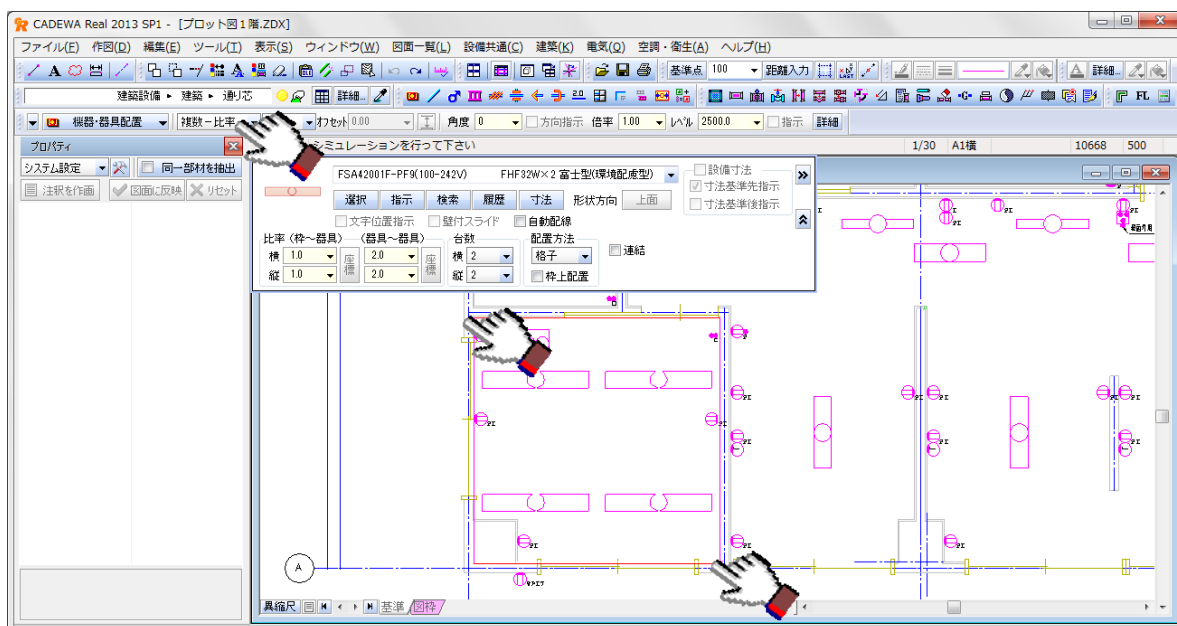 CADEWA Real 2013 SP1 - [プロット図1階.ZDX]
ファイル(F) 作図(D) 編集(E) ツール(T) 表示(S) ウィンドウ(W) 図面一覧(L) 設備共通(C) 建築(K) 電気(Q) 空調・衛生(A) ヘルプ(H)
基準点 100 距離入力 詳細
建築設備 建築 通り芯 詳細 FL
機器・器具配置 複数-比率 オフセット 0.00 角度 0 方向指示 倍率 1.00 レベル 2500.0 指示 詳細
プロパティ シミュレーションを行って下さい 1/30 A1横 10668 500
システム設定 同一部材を抽出
注釈を作画 図面に反映 リセット
FSA42001F-PF9(100-242V) FHF32W×2 富士型(環境配慮型)
選択 指示 検索 履歴 寸法 形状方向 上面
設備寸法
寸法基準先指示
寸法基準後指示
文字位置指示 壁付スライド 自動配線
比率(枠~器具) (器具~器具) 台数 配置方法
横 1.0 座標 2.0 座標 横 2 格子 連結
縦 1.0 2.0 縦 2 枠上配置
A
異縮尺 基準 図枠